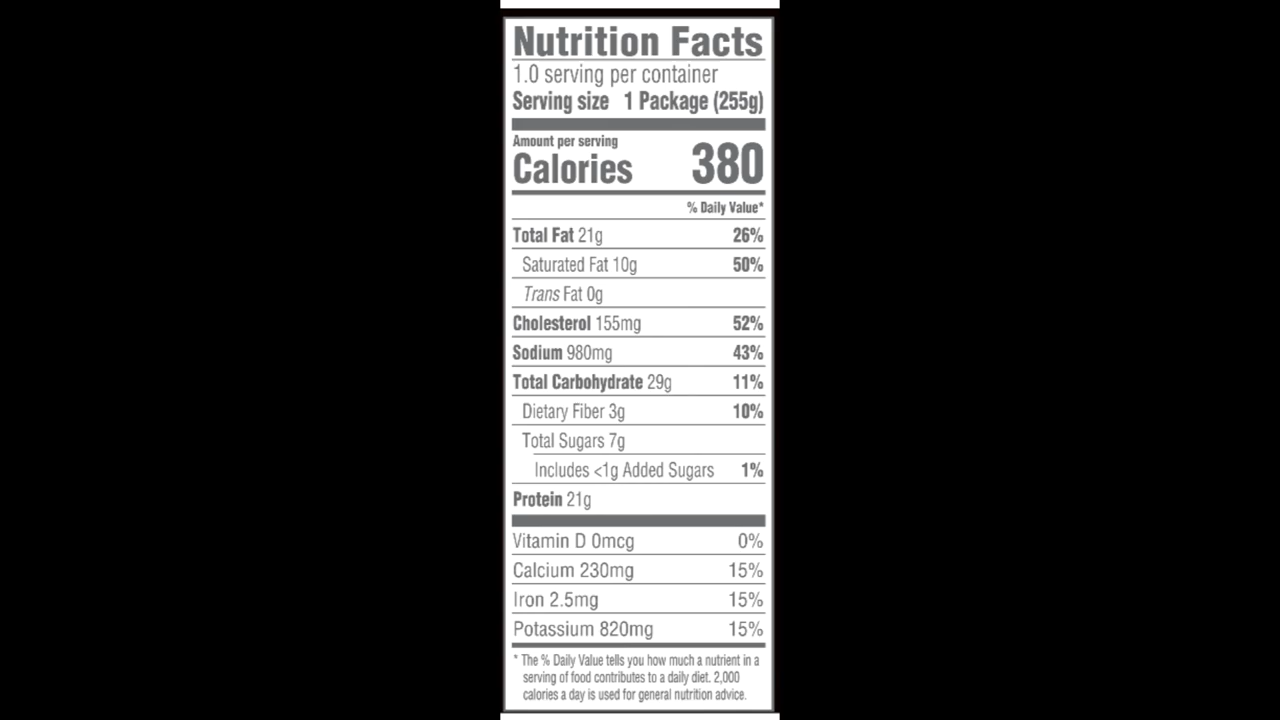 Nutrition Facts
1.0 serving per container
Serving size 1 Package (255g)
Amount per serving
Calories 380
% Daily Value*
Total Fat 21g 26%
Saturated Fat 10g 50%
Trans Fat 0g
Cholesterol 155mg 52%
Sodium 980mg 43%
Total Carbohydrate 29g 11%
Dietary Fiber 3g 10%
Total Sugars 7g
Includes <1g Added Sugars 1%
Protein 21g
Vitamin D 0mcg 0%
Calcium 230mg 15%
Iron 2.5mg 15%
Potassium 820mg 15%
* The % Daily Value tells you how much a nutrient in a
serving of food contributes to a daily diet. 2,000
calories a day is used for general nutrition advice.